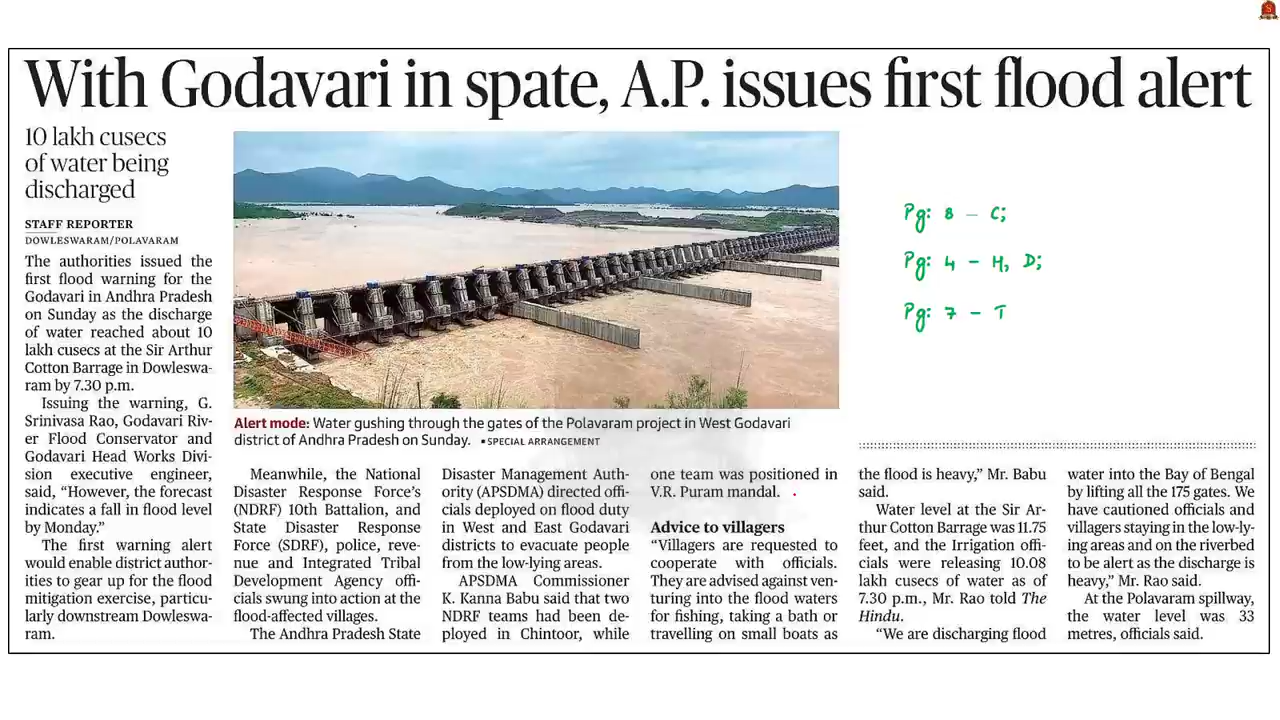 With Godavari in spate, A.P. issues first flood alert
10 lakh cusecs
of water being
discharged
STAFF REPORTER
DOWLESWARAM/POLAVARAM
The authorities issued the
first flood warning for the
Godavari in Andhra Pradesh
on Sunday as the discharge
of water reached about 10
lakh cusecs at the Sir Arthur
Cotton Barrage in Dowleswa-
ram by 7.30 p.m.
Issuing the warning, G.
Srinivasa Rao, Godavari Riv-
er Flood Conservator and
Godavari Head Works Divi-
sion executive engineer,
said, “However, the forecast
indicates a fall in flood level
by Monday.”
The first warning alert
would enable district author-
ities to gear up for the flood
mitigation exercise, particu-
larly downstream Dowleswa-
ram.
Alert mode: Water gushing through the gates of the Polavaram project in West Godavari
district of Andhra Pradesh on Sunday. ▪SPECIAL ARRANGEMENT
Meanwhile, the National
Disaster Response Force’s
(NDRF) 10th Battalion, and
State Disaster Response
Force (SDRF), police, reve-
nue and Integrated Tribal
Development Agency offi-
cials swung into action at the
flood-affected villages.
The Andhra Pradesh State
Disaster Management Auth-
ority (APSDMA) directed offi-
cials deployed on flood duty
in West and East Godavari
districts to evacuate people
from the low-lying areas.
APSDMA Commissioner
K. Kanna Babu said that two
NDRF teams had been de-
ployed in Chintoor, while
one team was positioned in
V.R. Puram mandal.
Advice to villagers
“Villagers are requested to
cooperate with officials.
They are advised against ven-
turing into the flood waters
for fishing, taking a bath or
travelling on small boats as
the flood is heavy,” Mr. Babu
said.
Water level at the Sir Ar-
thur Cotton Barrage was 11.75
feet, and the Irrigation offi-
cials were releasing 10.08
lakh cusecs of water as of
7.30 p.m., Mr. Rao told The
Hindu.
“We are discharging flood
water into the Bay of Bengal
by lifting all the 175 gates. We
have cautioned officials and
villagers staying in the low-ly-
ing areas and on the riverbed
to be alert as the discharge is
heavy,” Mr. Rao said.
At the Polavaram spillway,
the water level was 33
metres, officials said.
Pg: 8 – C;
Pg: 4 – H, D;
Pg: 7 – T